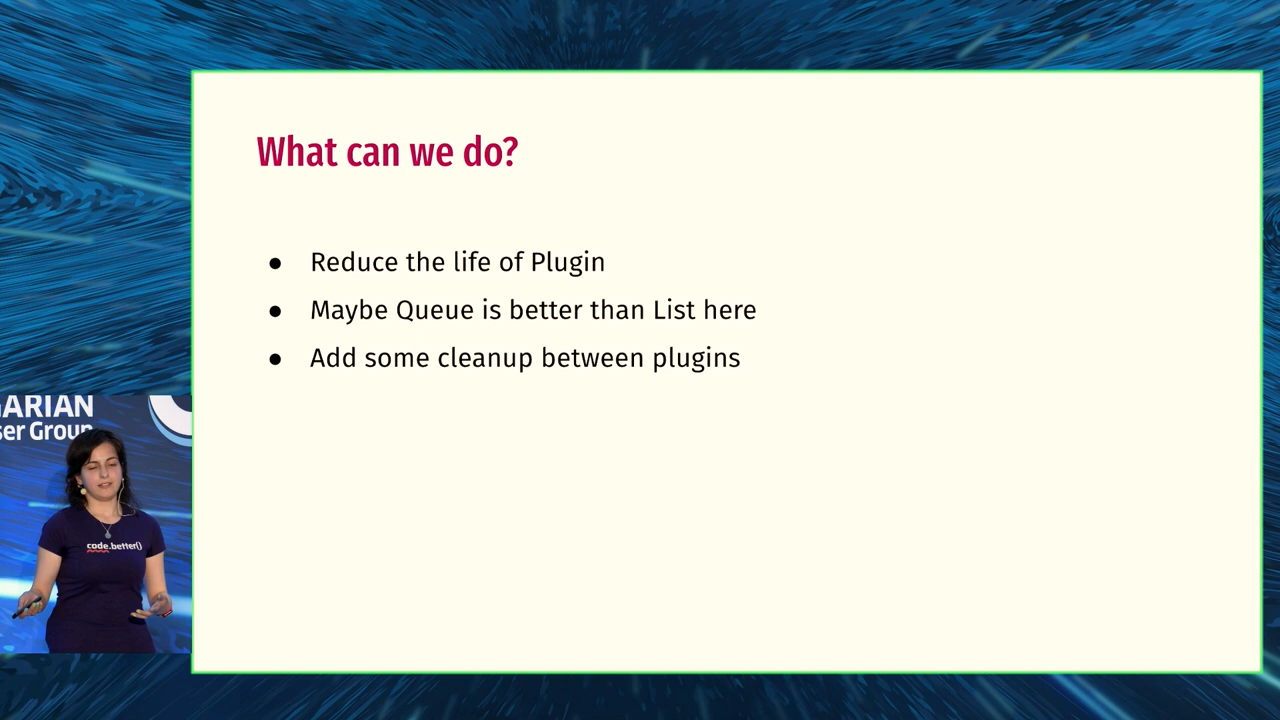 What can we do?
● Reduce the life of Plugin
● Maybe Queue is better than List here
● Add some cleanup between plugins
GARIAN
ser Group
code.better()